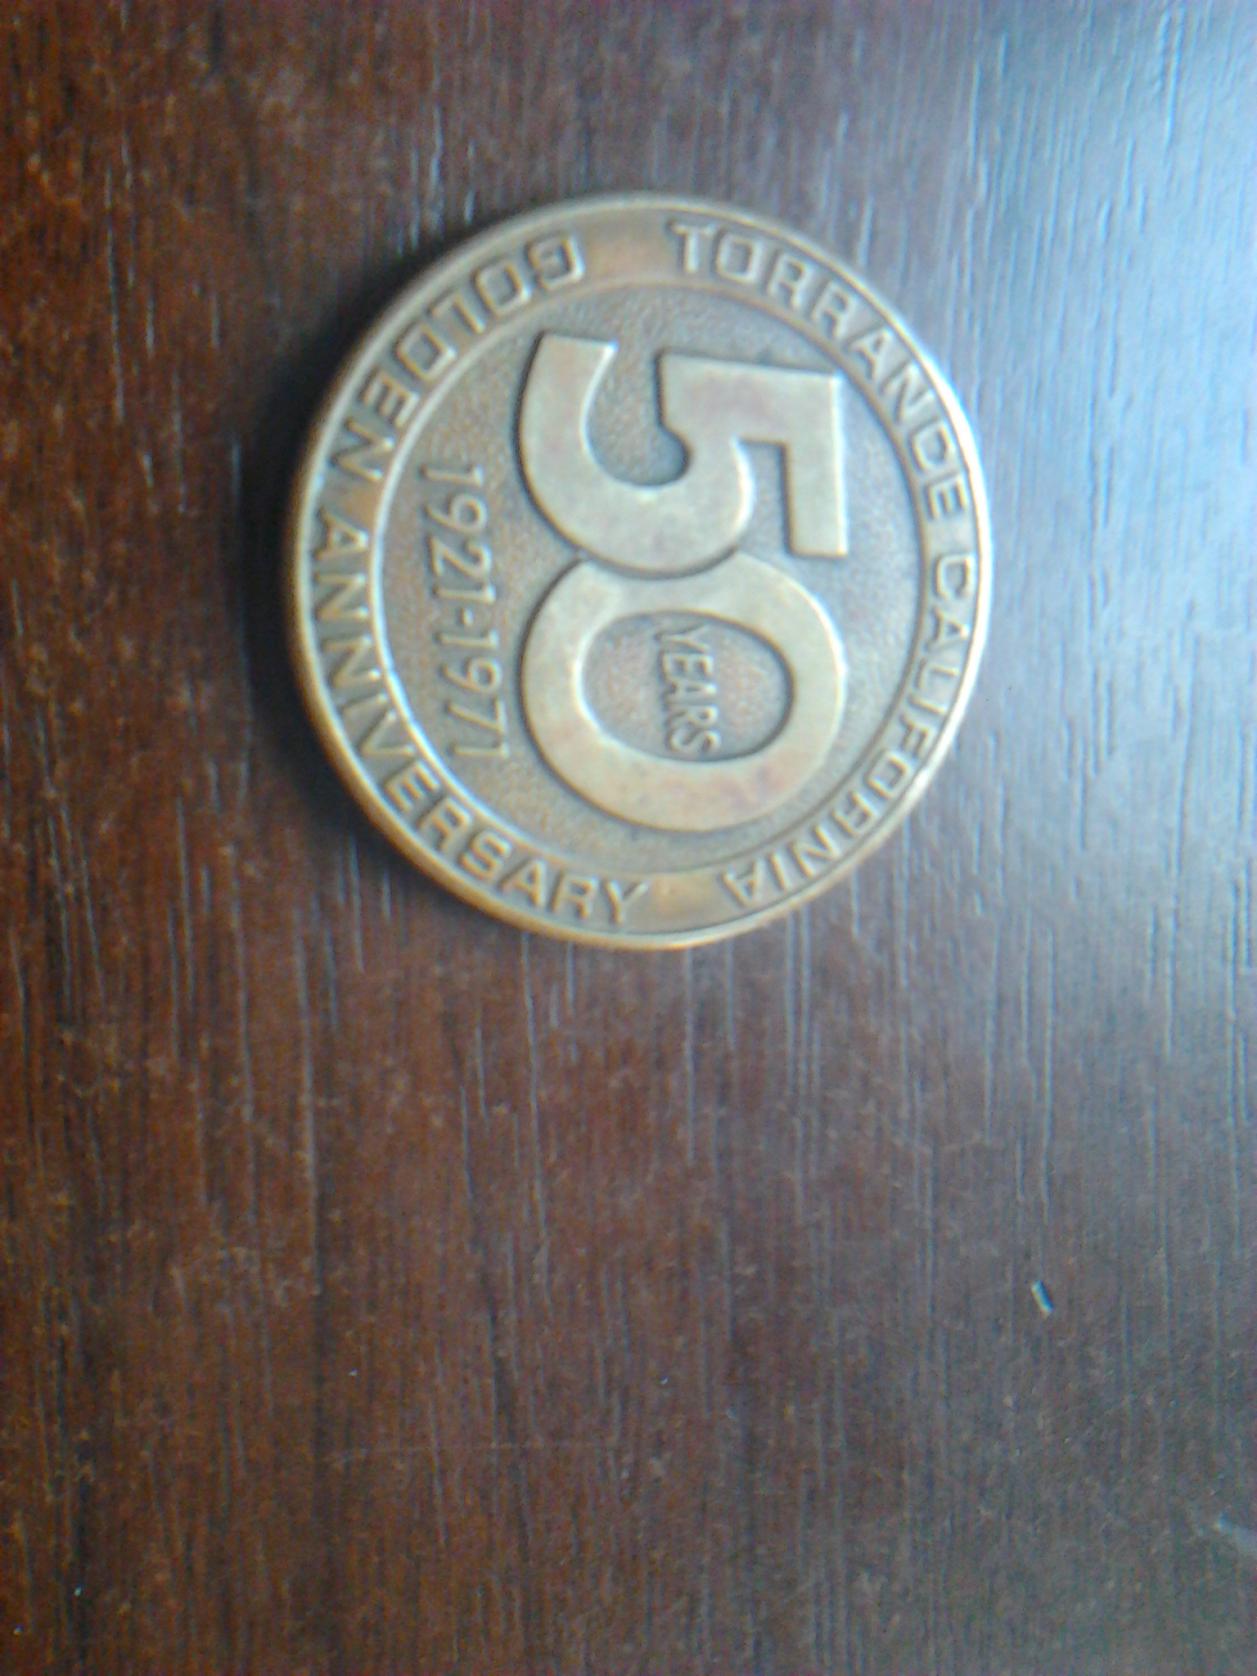 TORRANCE CALIFORNIA
50
YEARS
1921-1971
GOLDEN ANNIVERSARY